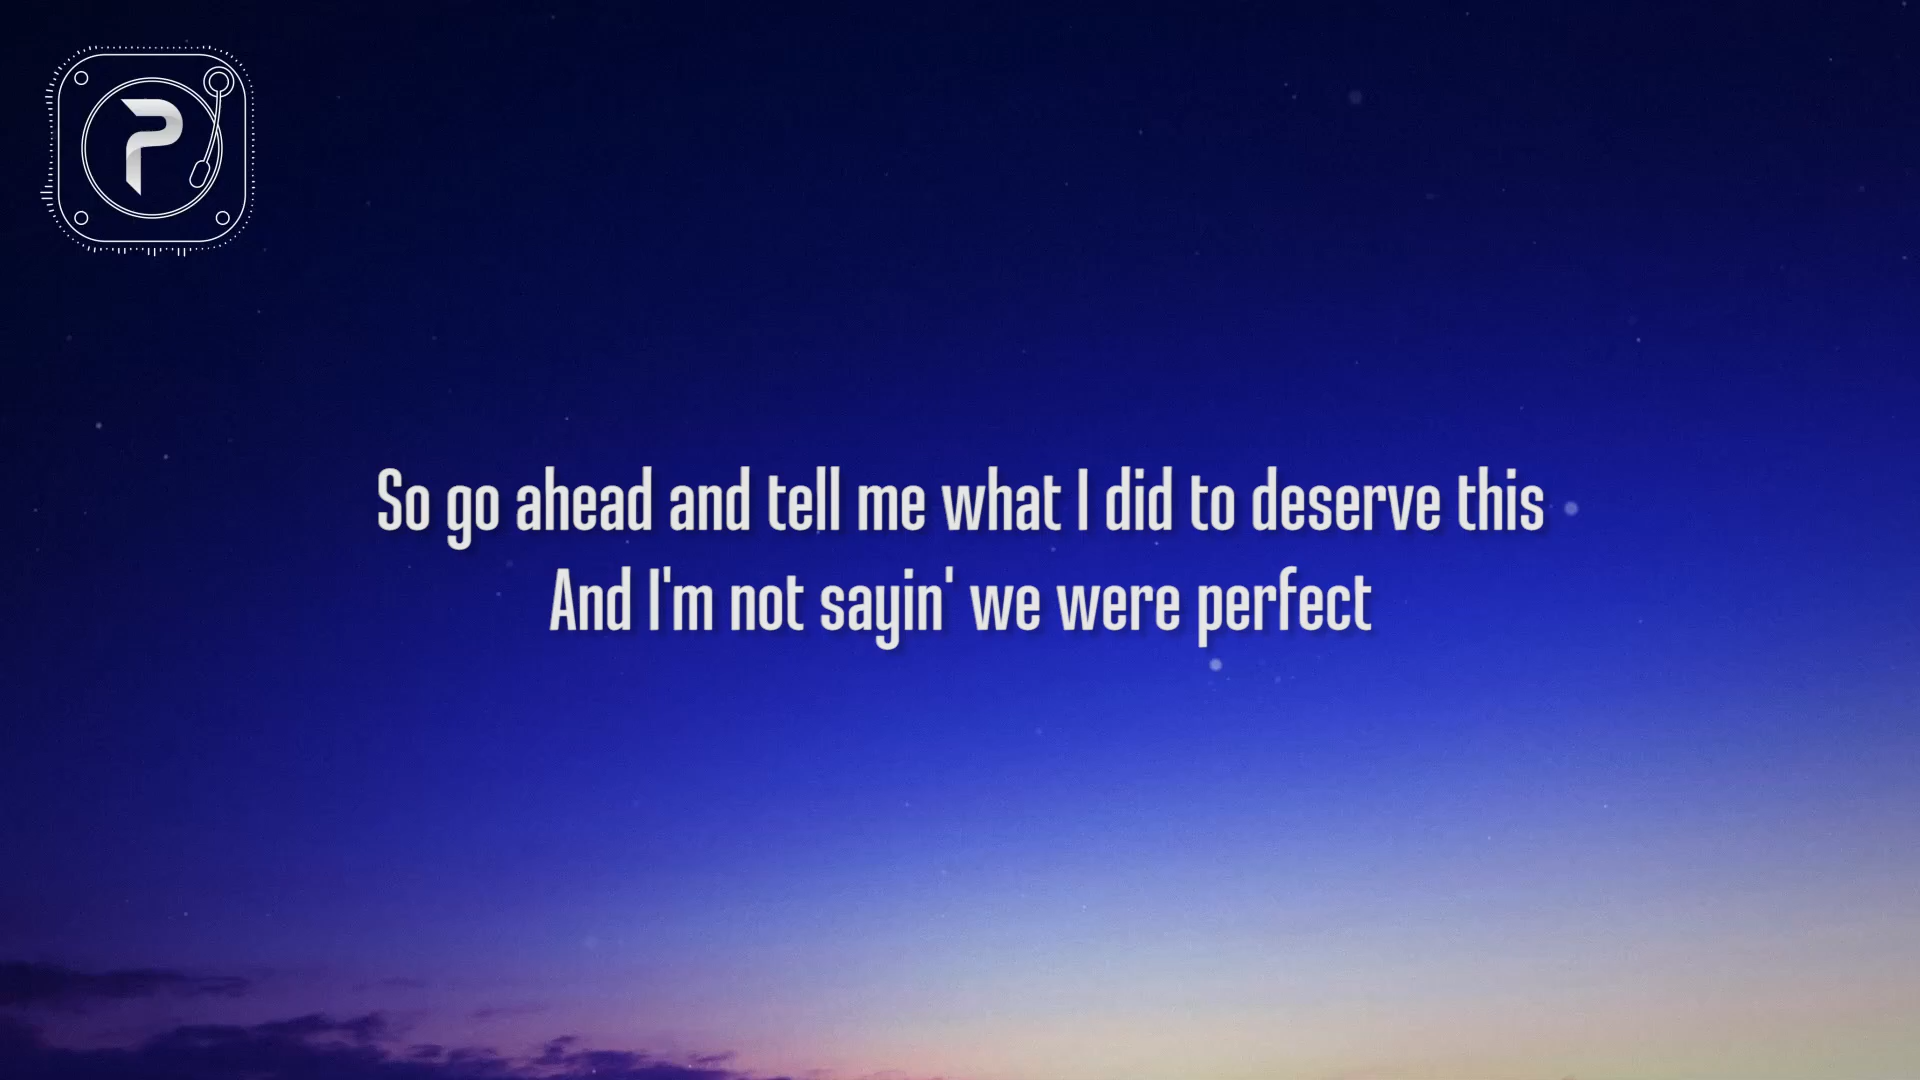 P
So go ahead and tell me what I did to deserve this
And I'm not sayin' we were perfect